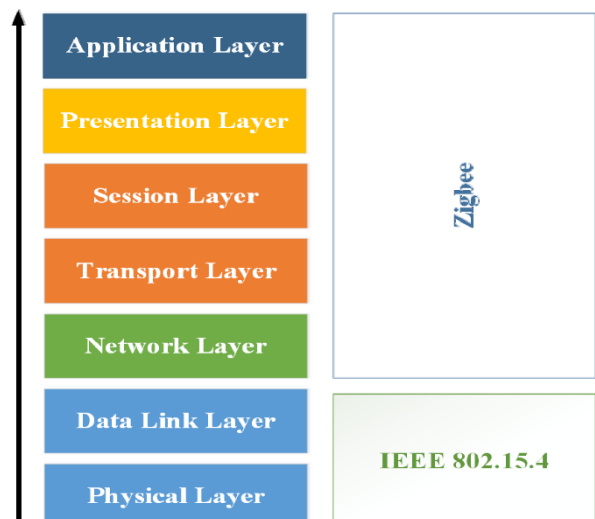 Application Layer
Presentation Layer
Session Layer
Transport Layer
Network Layer
Data Link Layer
Physical Layer
Zigbee
IEEE 802.15.4